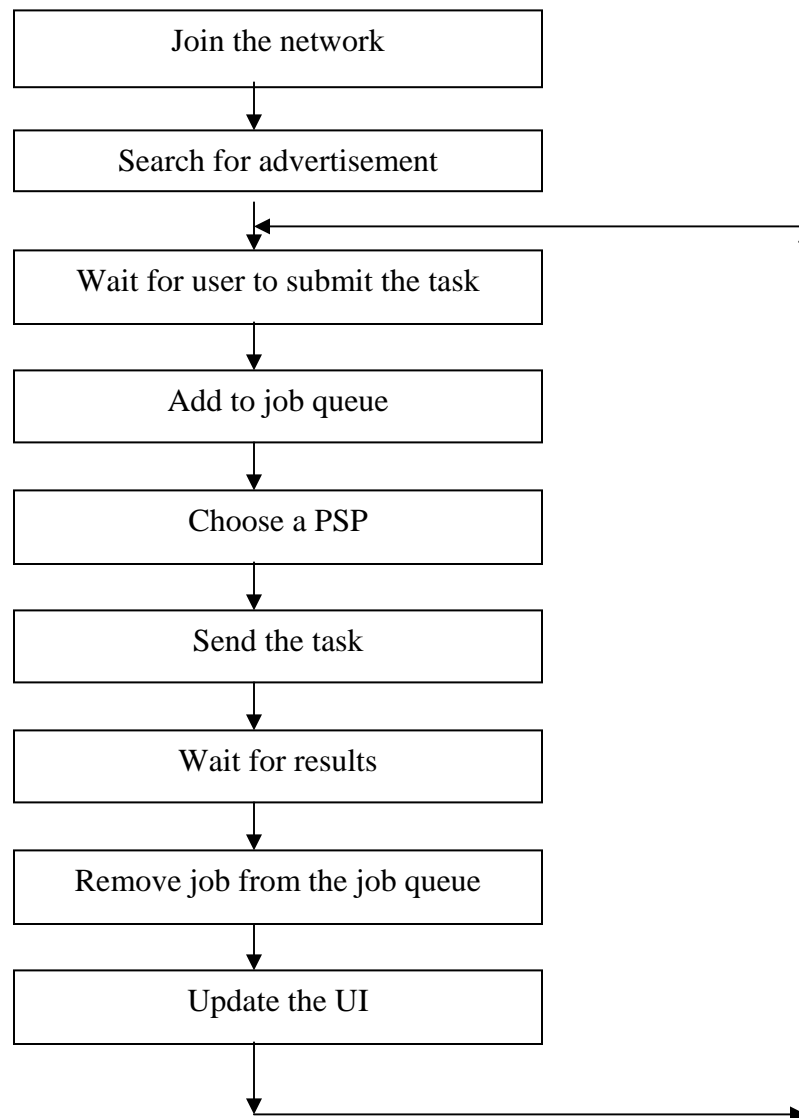 Join the network
Search for advertisement
Wait for user to submit the task
Add to job queue
Choose a PSP
Send the task
Wait for results
Remove job from the job queue
Update the UI